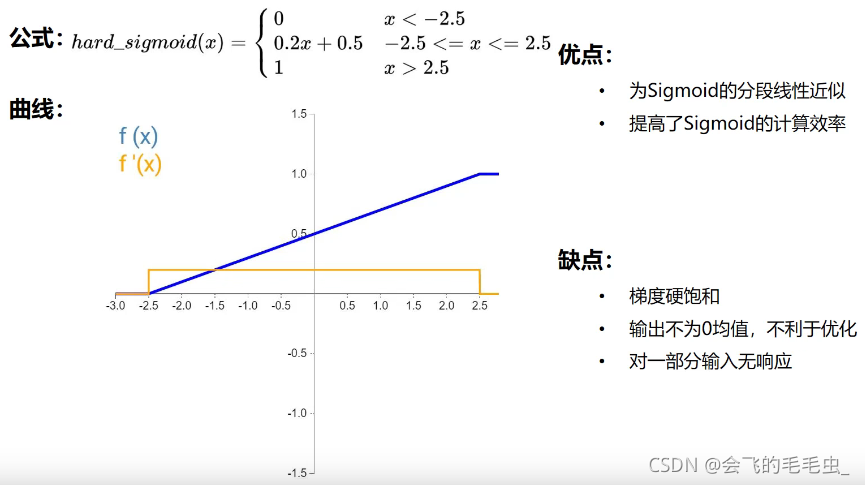 公式：hard_sigmoid(x) = { 0 x < −2.5
0.2x + 0.5 −2.5 <= x <= 2.5
1 x > 2.5
曲线：
f (x)
f '(x)
1.5
1.0
0.5
-3.0 -2.5 -2.0 -1.5 -1.0 -0.5 0.5 1.0 1.5 2.0 2.5
-0.5
-1.0
-1.5
优点：
• 为Sigmoid的分段线性近似
• 提高了Sigmoid的计算效率
缺点：
• 梯度硬饱和
• 输出不为0均值，不利于优化
• 对一部分输入无响应
CSDN @会飞的毛毛虫_